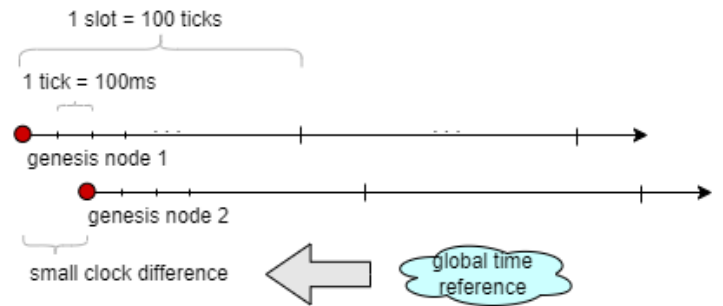 1 slot = 100 ticks
1 tick = 100ms
. . .
. . .
genesis node 1
genesis node 2
small clock difference
global time
reference